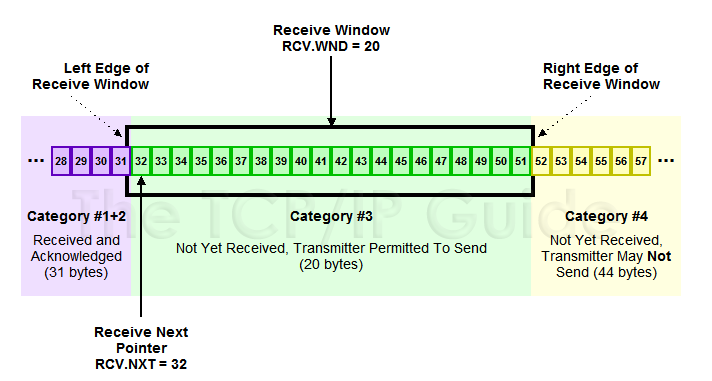 Receive Window
RCV.WND = 20
Left Edge of
Receive Window
Right Edge of
Receive Window
... 28 29 30 31 32 33 34 35 36 37 38 39 40 41 42 43 44 45 46 47 48 49 50 51 52 53 54 55 56 57 ...
The TCP/IP Guide
Category #1+2
Received and
Acknowledged
(31 bytes)
Category #3
Not Yet Received, Transmitter Permitted To Send
(20 bytes)
Category #4
Not Yet Received,
Transmitter May Not
Send (44 bytes)
Receive Next
Pointer
RCV.NXT = 32